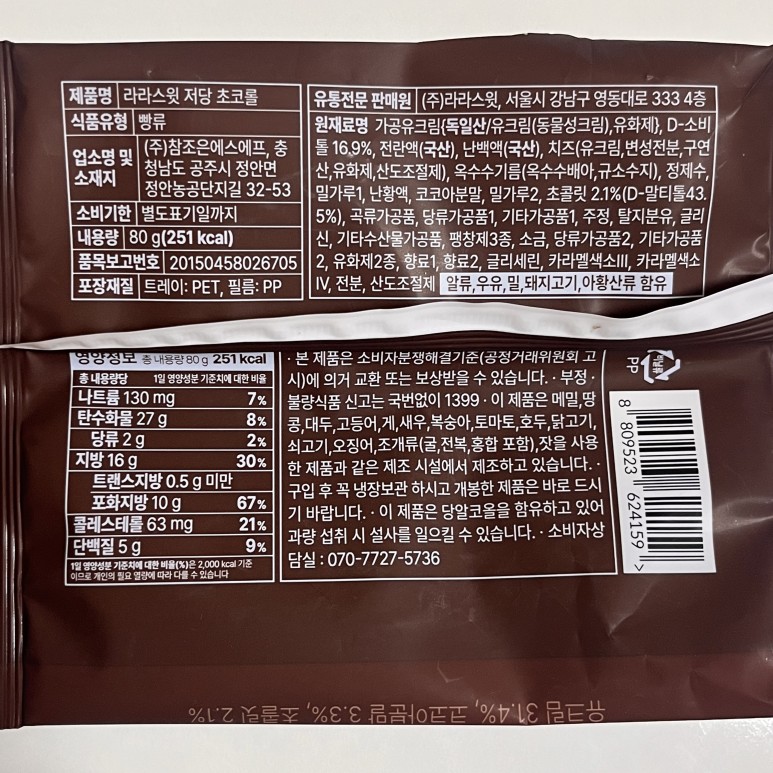 제품명 라라스윗 저당 초코롤
식품유형 빵류
업소명 및 소재지 (주)참조은에스에프, 충
청남도 공주시 정안면
정안농공단지길 32-53
소비기한 별도표기일까지
내용량 80 g(251 kcal)
품목보고번호 20150458026705
포장재질 트레이: PET, 필름: PP
유통전문 판매원 (주)라라스윗, 서울시 강남구 영동대로 333 4층
원재료명 가공유크림{독일산/유크림(동물성크림),유화제}, D-소비
톨 16.9%, 전란액(국산), 난백액(국산), 치즈(유크림,변성전분,구연
산,유화제,산도조절제), 옥수수기름(옥수수배아,규소수지), 정제수,
밀가루1, 난황액, 코코아분말, 밀가루2, 초콜릿 2.1%(D-말티톨43.
5%), 곡류가공품, 당류가공품1, 기타가공품1, 주정, 탈지분유, 글리
신, 기타수산물가공품, 팽창제3종, 소금, 당류가공품2, 기타가공품
2, 유화제2종, 향료1, 향료2, 글리세린, 카라멜색소III, 카라멜색소
IV, 전분, 산도조절제 알류,우유,밀,돼지고기,아황산류 함유
영양정보 총 내용량 80 g 251 kcal
총 내용량당 1일 영양성분 기준치에 대한 비율
나트륨 130 mg 7%
탄수화물 27 g 8%
당류 2 g 2%
지방 16 g 30%
트랜스지방 0.5 g 미만
포화지방 10 g 67%
콜레스테롤 63 mg 21%
단백질 5 g 9%
1일 영양성분 기준치에 대한 비율(%)은 2,000 kcal 기준
이므로 개인의 필요 열량에 따라 다를 수 있습니다
· 본 제품은 소비자분쟁해결기준(공정거래위원회 고
시)에 의거 교환 또는 보상받을 수 있습니다. · 부정·
불량식품 신고는 국번없이 1399 · 이 제품은 메밀,땅
콩,대두,고등어,게,새우,복숭아,토마토,호두,닭고기,
쇠고기,오징어,조개류(굴,전복,홍합 포함),잣을 사용
한 제품과 같은 제조 시설에서 제조하고 있습니다. ·
구입 후 꼭 냉장보관 하시고 개봉한 제품은 바로 드시
기 바랍니다. · 이 제품은 당알코올을 함유하고 있어
과량 섭취 시 설사를 일으킬 수 있습니다. · 소비자상
담실 : 070-7727-5736
비닐류
PP
8 809523 624159 >
유크림 31.4%, 코코아분말 3.3%, 초콜릿 2.1%